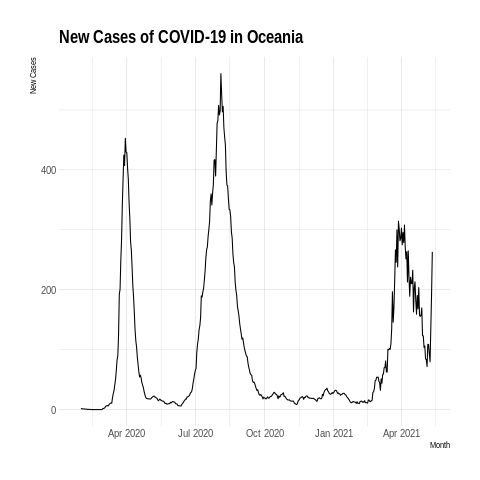 New Cases of COVID-19 in Oceania
New Cases
400
200
0
Apr 2020 Jul 2020 Oct 2020 Jan 2021 Apr 2021
Month